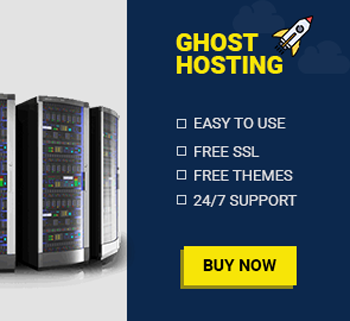 GHOST
HOSTING
EASY TO USE
FREE SSL
FREE THEMES
24/7 SUPPORT
BUY NOW